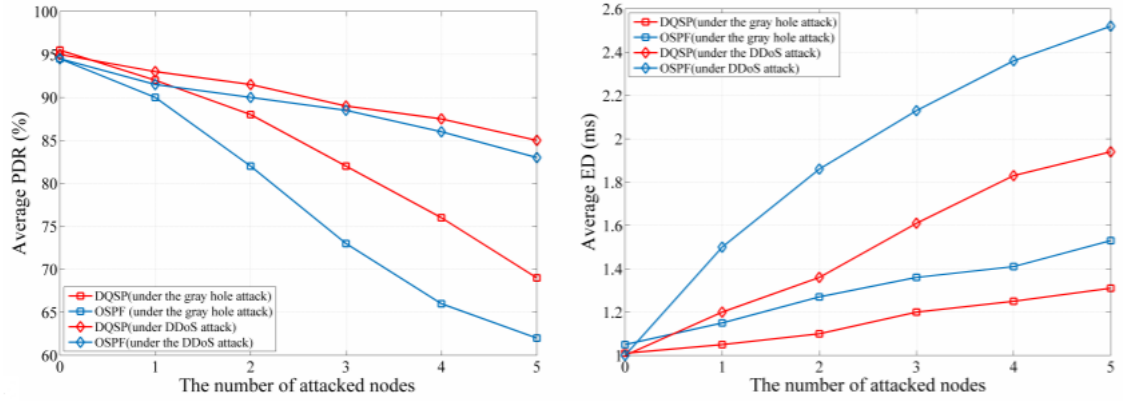 100
95
90
85
80
75
70
65
60
Average PDR (%)
DQSP(under the gray hole attack)
OSPF (under the gray hole attack)
DQSP(under DDoS attack)
OSPF(under the DDoS attack)
0 1 2 3 4 5
The number of attacked nodes
2.6
2.4
2.2
2
1.8
1.6
1.4
1.2
1
Average ED (ms)
DQSP(under the gray hole attack)
OSPF(under the gray hole attack)
DQSP(under the DDoS attack)
OSPF(under DDoS attack)
0 1 2 3 4 5
The number of attacked nodes